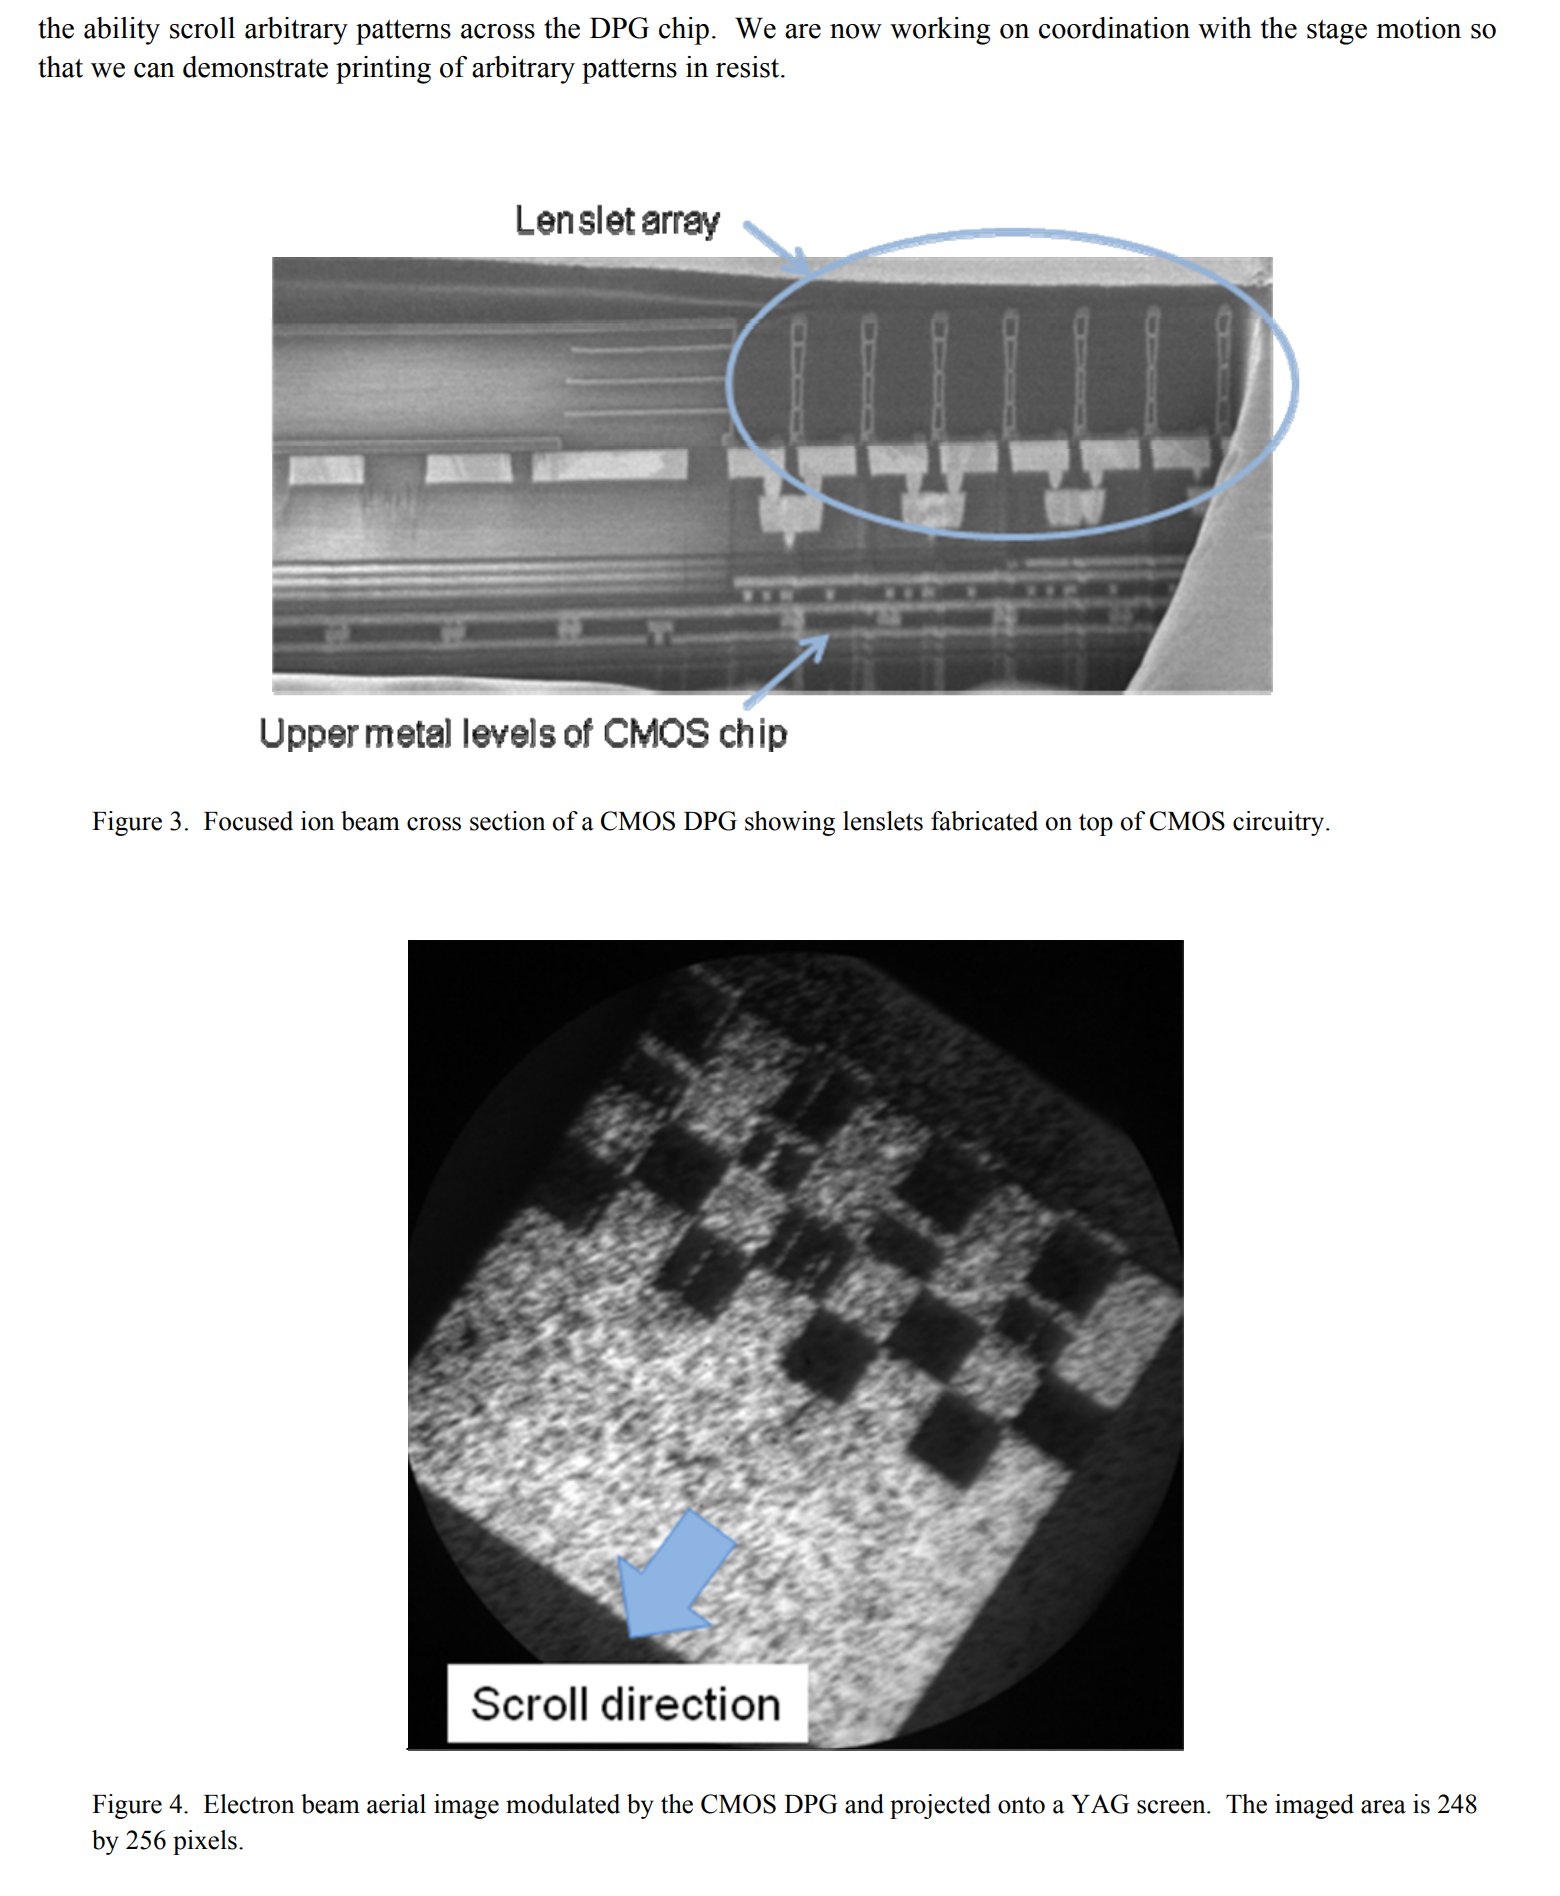 the ability scroll arbitrary patterns across the DPG chip.  We are now working on coordination with the stage motion so
that we can demonstrate printing of arbitrary patterns in resist.
Lenslet array
Upper metal levels of CMOS chip
Figure 3.  Focused ion beam cross section of a CMOS DPG showing lenslets fabricated on top of CMOS circuitry.
Scroll direction
Figure 4.  Electron beam aerial image modulated by the CMOS DPG and projected onto a YAG screen.  The imaged area is 248
by 256 pixels.